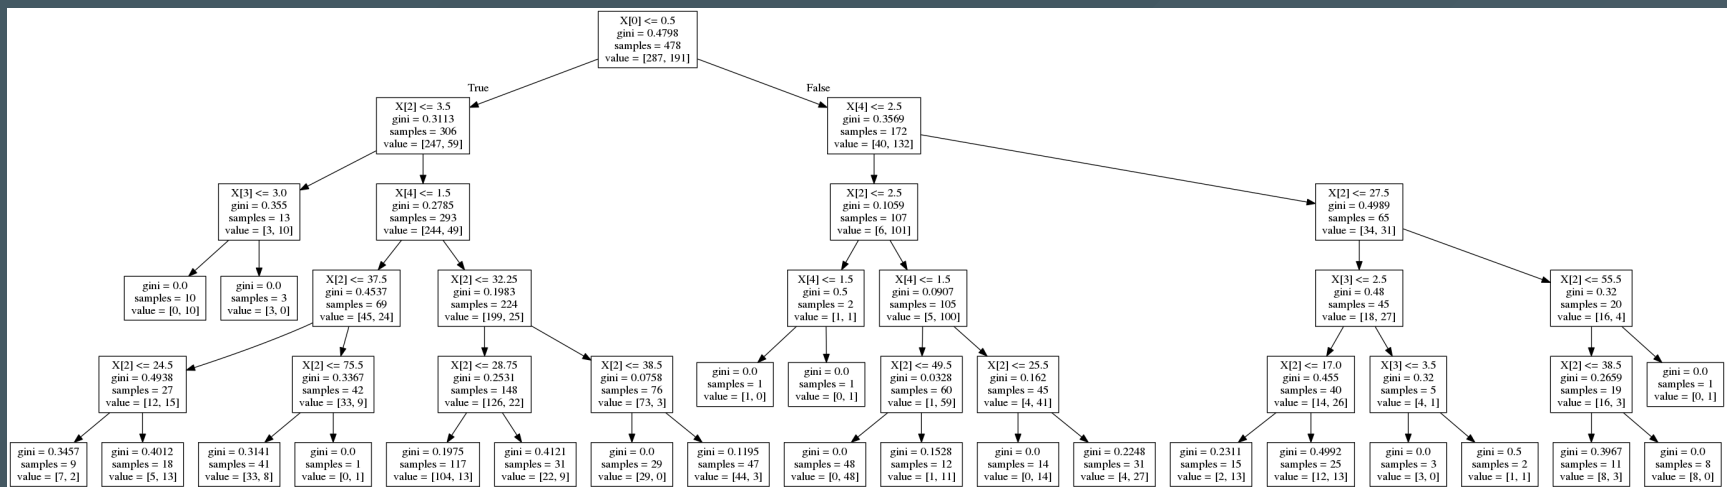 X[0] <= 0.5
gini = 0.4798
samples = 478
value = [287, 191]
True
False
X[2] <= 3.5
gini = 0.3113
samples = 306
value = [247, 59]
X[4] <= 2.5
gini = 0.3569
samples = 172
value = [40, 132]
X[3] <= 3.0
gini = 0.355
samples = 13
value = [3, 10]
X[4] <= 1.5
gini = 0.2785
samples = 293
value = [244, 49]
X[2] <= 2.5
gini = 0.1059
samples = 107
value = [6, 101]
X[2] <= 27.5
gini = 0.4989
samples = 65
value = [34, 31]
gini = 0.0
samples = 10
value = [0, 10]
gini = 0.0
samples = 3
value = [3, 0]
X[2] <= 37.5
gini = 0.4537
samples = 69
value = [45, 24]
X[2] <= 32.25
gini = 0.1983
samples = 224
value = [199, 25]
X[4] <= 1.5
gini = 0.5
samples = 2
value = [1, 1]
X[4] <= 1.5
gini = 0.0907
samples = 105
value = [5, 100]
X[3] <= 2.5
gini = 0.48
samples = 45
value = [18, 27]
X[2] <= 55.5
gini = 0.32
samples = 20
value = [16, 4]
X[2] <= 24.5
gini = 0.4938
samples = 27
value = [12, 15]
X[2] <= 75.5
gini = 0.3367
samples = 42
value = [33, 9]
X[2] <= 28.75
gini = 0.2531
samples = 148
value = [126, 22]
X[2] <= 38.5
gini = 0.0758
samples = 76
value = [73, 3]
gini = 0.0
samples = 1
value = [1, 0]
gini = 0.0
samples = 1
value = [0, 1]
X[2] <= 49.5
gini = 0.0328
samples = 60
value = [1, 59]
X[2] <= 25.5
gini = 0.162
samples = 45
value = [4, 41]
X[2] <= 17.0
gini = 0.455
samples = 40
value = [14, 26]
X[3] <= 3.5
gini = 0.32
samples = 5
value = [4, 1]
X[2] <= 38.5
gini = 0.2659
samples = 19
value = [16, 3]
gini = 0.0
samples = 1
value = [0, 1]
gini = 0.3457
samples = 9
value = [7, 2]
gini = 0.4012
samples = 18
value = [5, 13]
gini = 0.3141
samples = 41
value = [33, 8]
gini = 0.0
samples = 1
value = [0, 1]
gini = 0.1975
samples = 117
value = [104, 13]
gini = 0.4121
samples = 31
value = [22, 9]
gini = 0.0
samples = 29
value = [29, 0]
gini = 0.1195
samples = 47
value = [44, 3]
gini = 0.0
samples = 48
value = [0, 48]
gini = 0.1528
samples = 12
value = [1, 11]
gini = 0.0
samples = 14
value = [0, 14]
gini = 0.2248
samples = 31
value = [4, 27]
gini = 0.2311
samples = 15
value = [2, 13]
gini = 0.4992
samples = 25
value = [12, 13]
gini = 0.0
samples = 3
value = [3, 0]
gini = 0.5
samples = 2
value = [1, 1]
gini = 0.3967
samples = 11
value = [8, 3]
gini = 0.0
samples = 8
value = [8, 0]